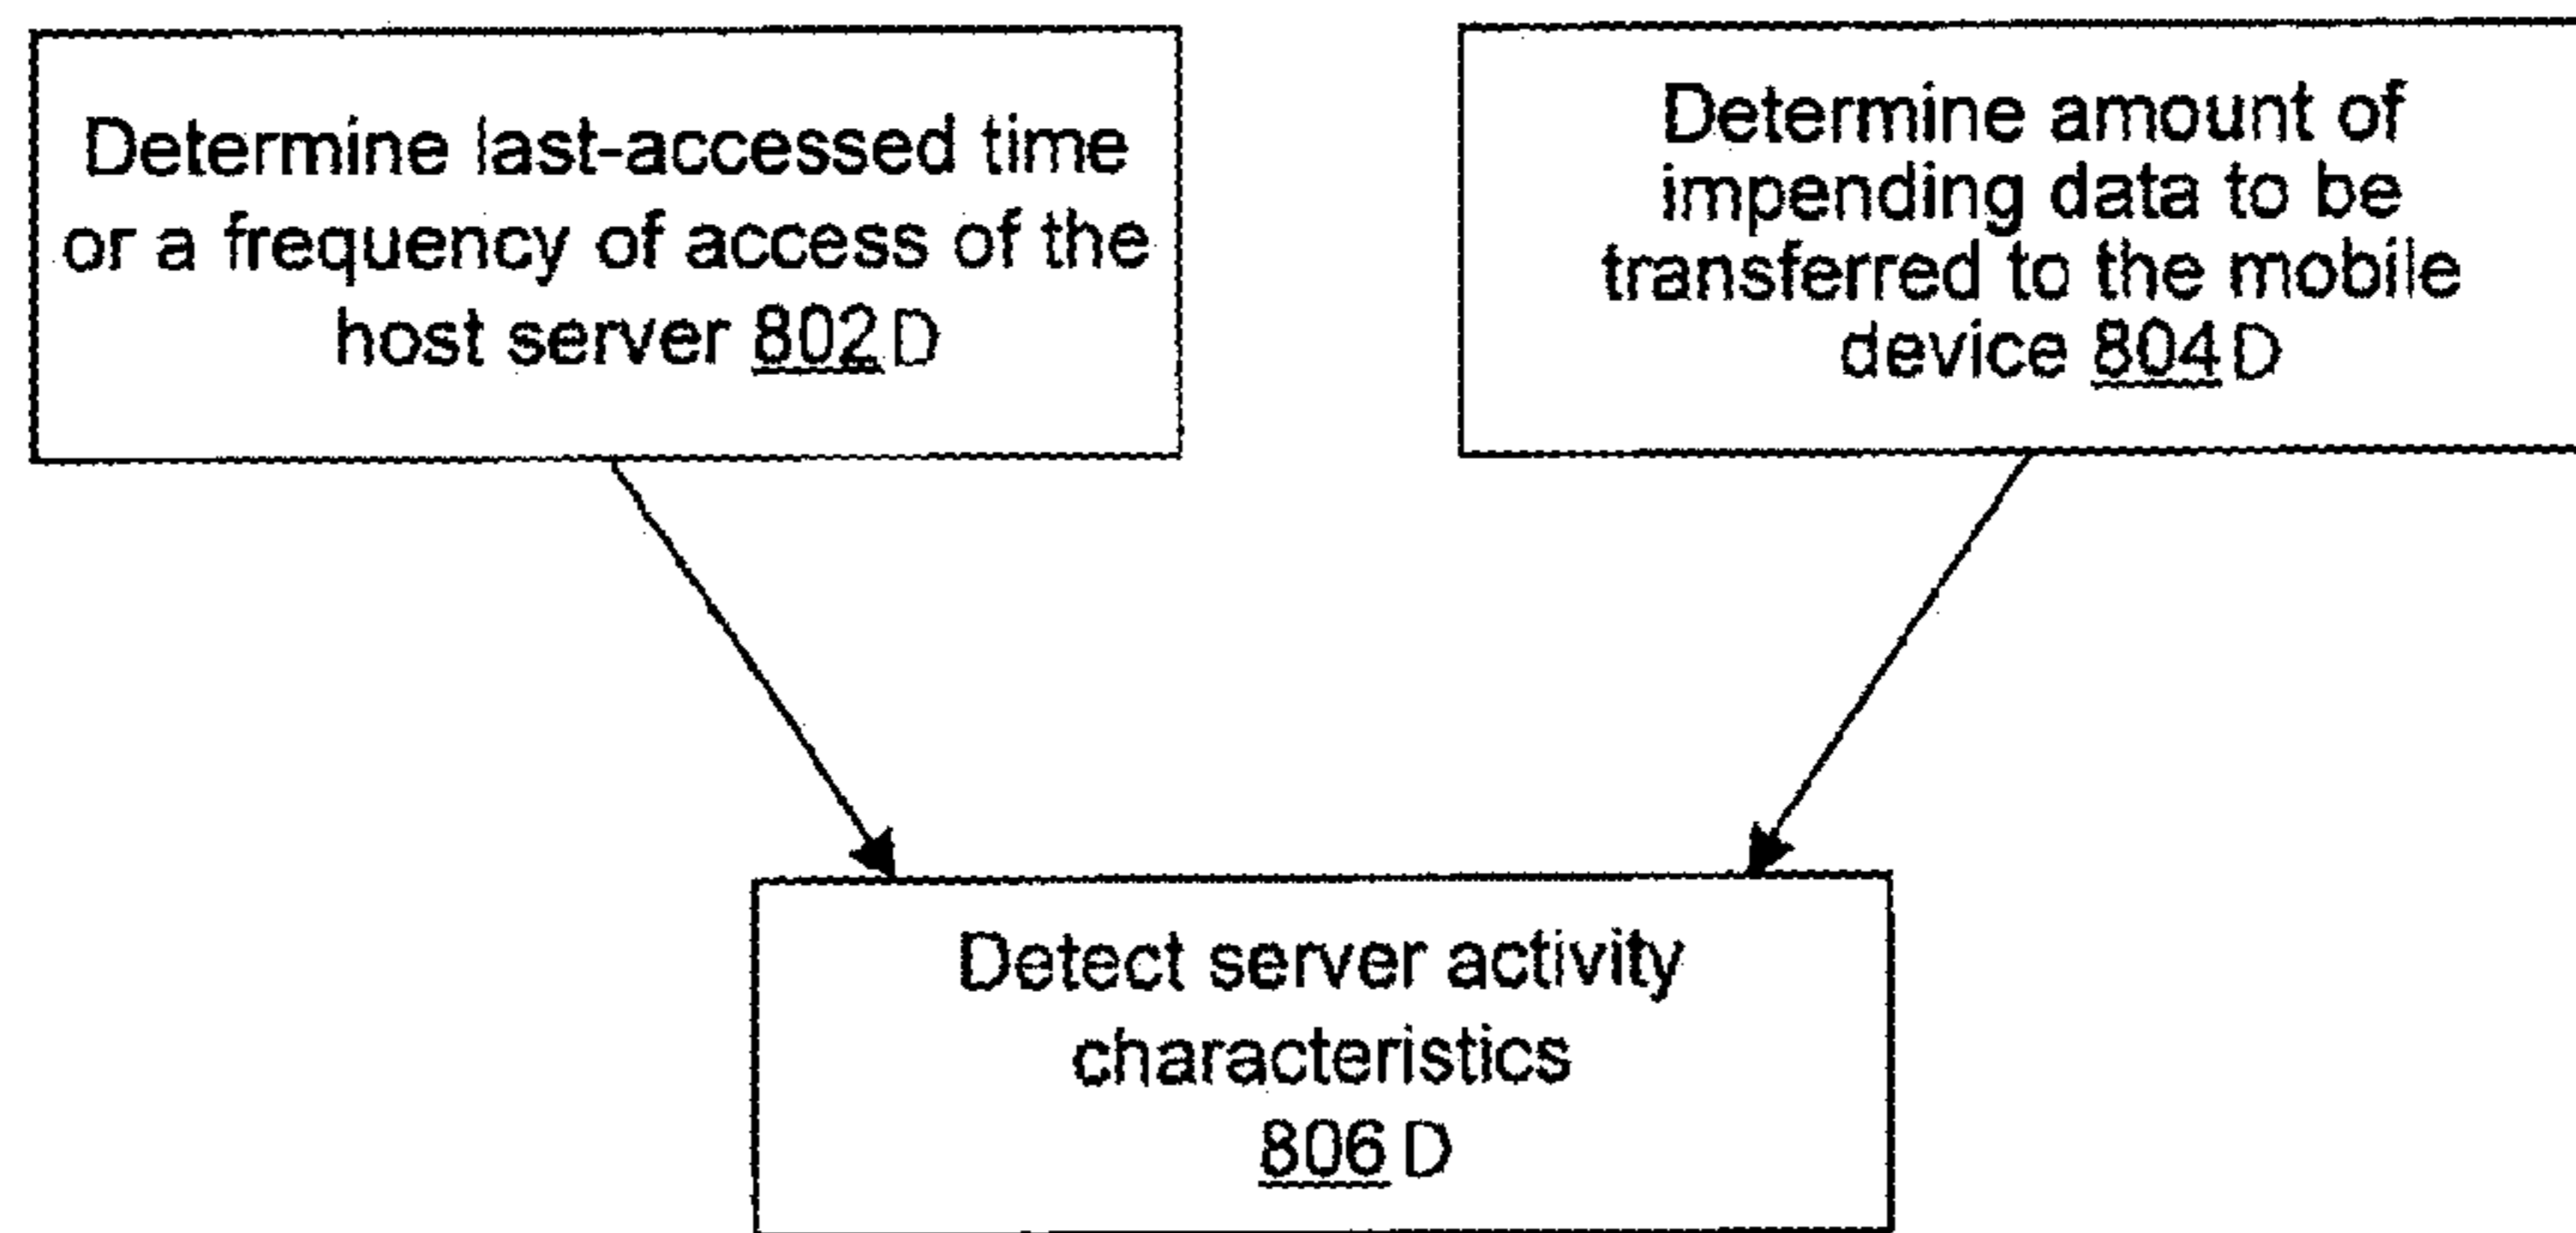 Determine last-accessed time
or a frequency of access of the
host server 802D
Determine amount of
impending data to be
transferred to the mobile
device 804D
Detect server activity
characteristics
806D